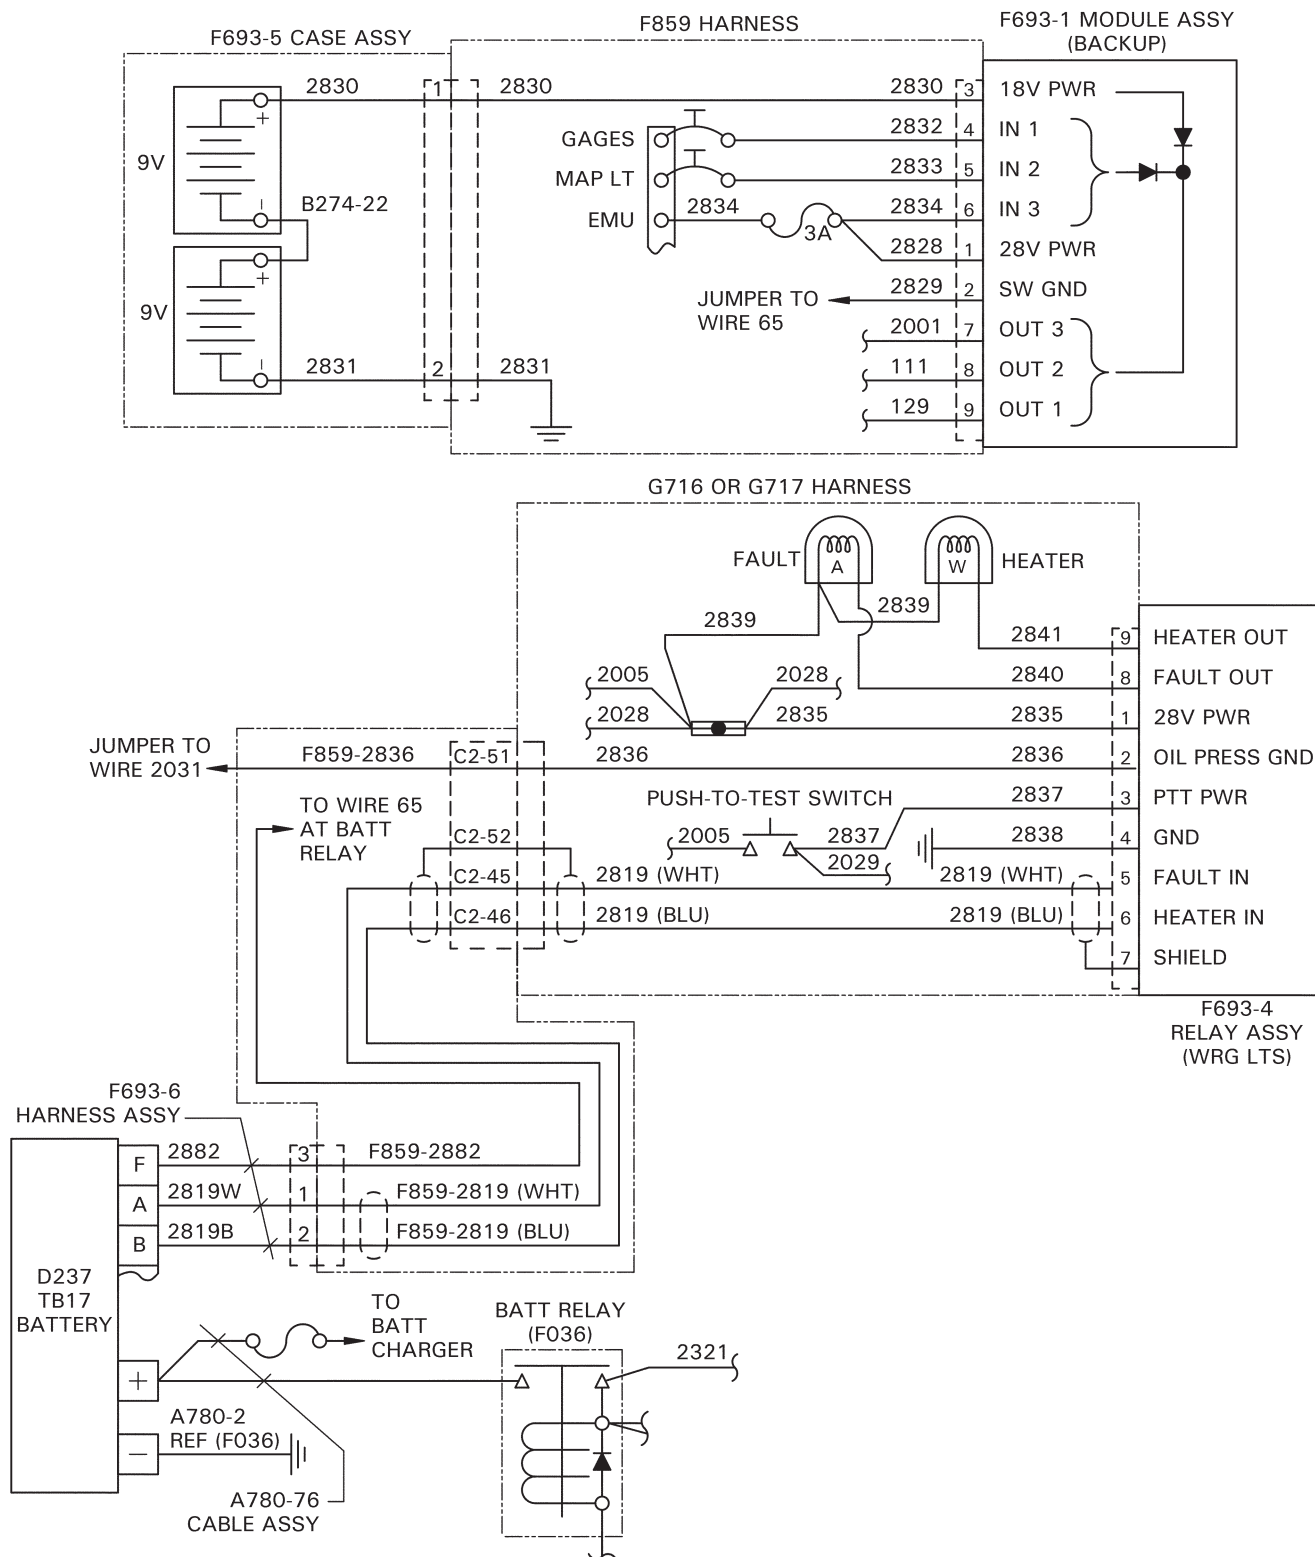 F693-5 CASE ASSY
F859 HARNESS
F693-1 MODULE ASSY
(BACKUP)
2830
1
2830
2830
3
18V PWR
+
9V
GAGES
2832
4
IN 1
MAP LT
2833
5
IN 2
−
B274-22
EMU
2834
3A
2834
6
IN 3
2828
1
28V PWR
+
9V
JUMPER TO
WIRE 65
2829
2
SW GND
2001
7
OUT 3
−
2831
2
2831
111
8
OUT 2
129
9
OUT 1
G716 OR G717 HARNESS
FAULT
A
W
HEATER
2839
2839
2841
9
HEATER OUT
2005
2028
2840
8
FAULT OUT
2028
2835
2835
1
28V PWR
JUMPER TO
WIRE 2031
F859-2836
C2-51
2836
2836
2
OIL PRESS GND
TO WIRE 65
AT BATT
RELAY
PUSH-TO-TEST SWITCH
2837
3
PTT PWR
C2-52
2005
2837
2838
4
GND
2029
C2-45
2819 (WHT)
2819 (WHT)
5
FAULT IN
C2-46
2819 (BLU)
2819 (BLU)
6
HEATER IN
7
SHIELD
F693-4
RELAY ASSY
(WRG LTS)
F693-6
HARNESS ASSY
F
2882
3
F859-2882
A
2819W
1
F859-2819 (WHT)
B
2819B
2
F859-2819 (BLU)
D237
TB17
BATTERY
TO
BATT
CHARGER
BATT RELAY
(F036)
2321
+
A780-2
REF (F036)
−
A780-76
CABLE ASSY